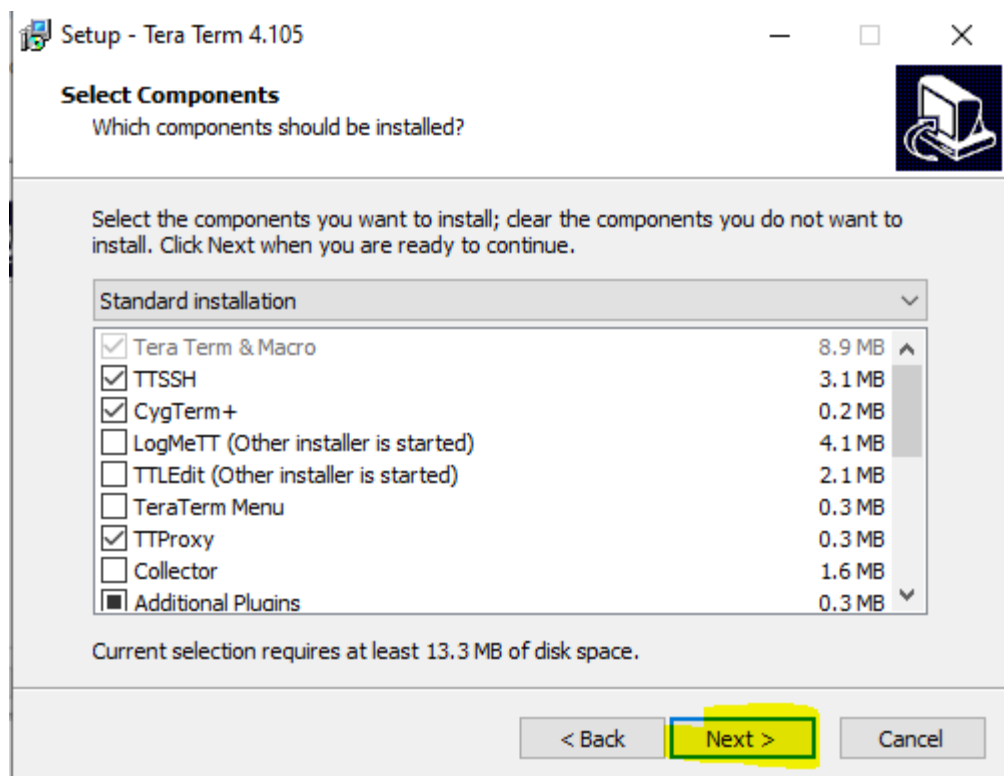 Setup - Tera Term 4.105
Select Components
Which components should be installed?
Select the components you want to install; clear the components you do not want to
install. Click Next when you are ready to continue.
Standard installation
Tera Term & Macro 8.9 MB
TTSSH 3.1 MB
CygTerm+ 0.2 MB
LogMeTT (Other installer is started) 4.1 MB
TTLEdit (Other installer is started) 2.1 MB
TeraTerm Menu 0.3 MB
TTProxy 0.3 MB
Collector 1.6 MB
Additional Plugins 0.3 MB
Current selection requires at least 13.3 MB of disk space.
< Back Next > Cancel